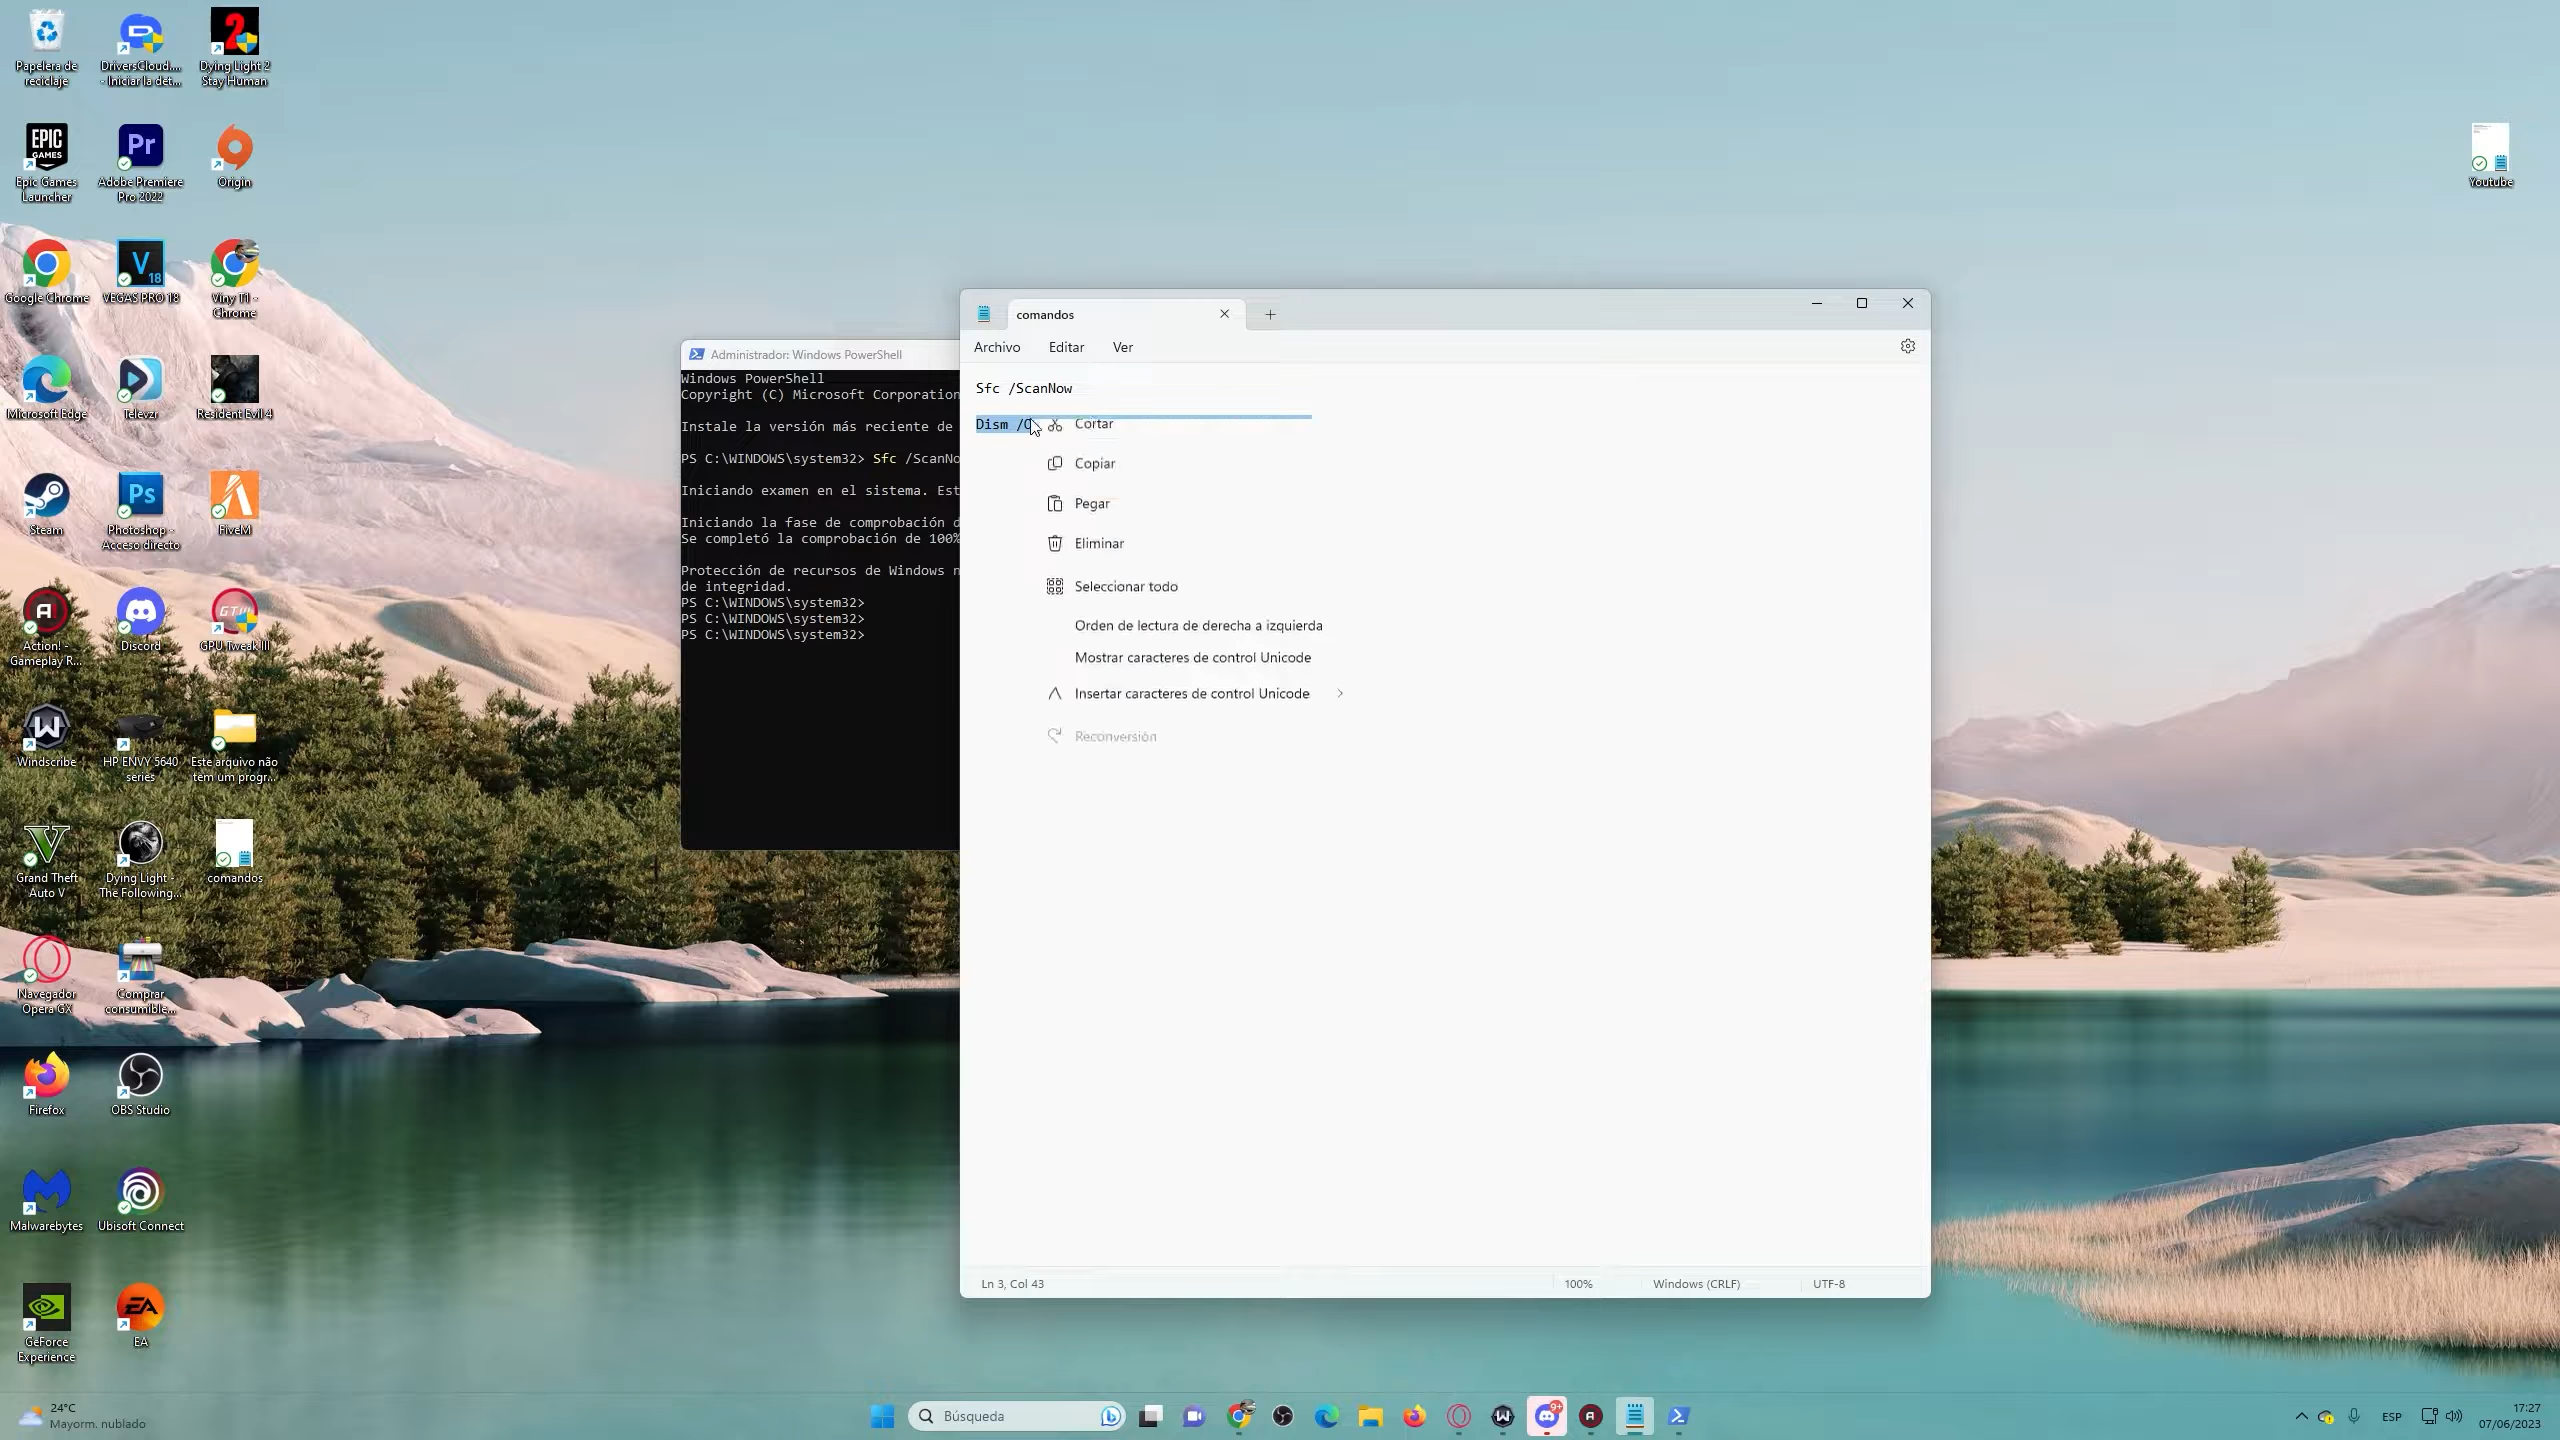 Papelera de
reciclaje
DriversCloud....
- Iniciar la det...
Dying Light 2
Stay Human
Epic Games
Launcher
Adobe Premiere
Pro 2022
Origin
Google Chrome
VEGAS PRO 18
Viny T1 -
Chrome
Microsoft Edge
Televzr
Resident Evil 4
Steam
Photoshop -
Acceso directo
FiveM
Action! -
Gameplay R...
Discord
GPU Tweak III
Windscribe
HP ENVY 5640
series
Este arquivo não
tem um progr...
Grand Theft
Auto V
Dying Light -
The Following...
comandos
Navegador
Opera GX
Comprar
consumible...
Firefox
OBS Studio
Malwarebytes
Ubisoft Connect
GeForce
Experience
EA
Youtube
Administrador: Windows PowerShell
Windows PowerShell
Copyright (C) Microsoft Corporation
Instale la versión más reciente de
PS C:\WINDOWS\system32> Sfc /ScanNo
Iniciando examen en el sistema. Est
Iniciando la fase de comprobación d
Se completó la comprobación de 100%
Protección de recursos de Windows n
de integridad.
PS C:\WINDOWS\system32>
PS C:\WINDOWS\system32>
PS C:\WINDOWS\system32>
comandos
Archivo Editar Ver
Sfc /ScanNow
Dism /O
Cortar
Copiar
Pegar
Eliminar
Seleccionar todo
Orden de lectura de derecha a izquierda
Mostrar caracteres de control Unicode
Insertar caracteres de control Unicode
Reconversión
Ln 3, Col 43
100%
Windows (CRLF)
UTF-8
24°C
Mayorm. nublado
Búsqueda
ESP
17:27
07/06/2023